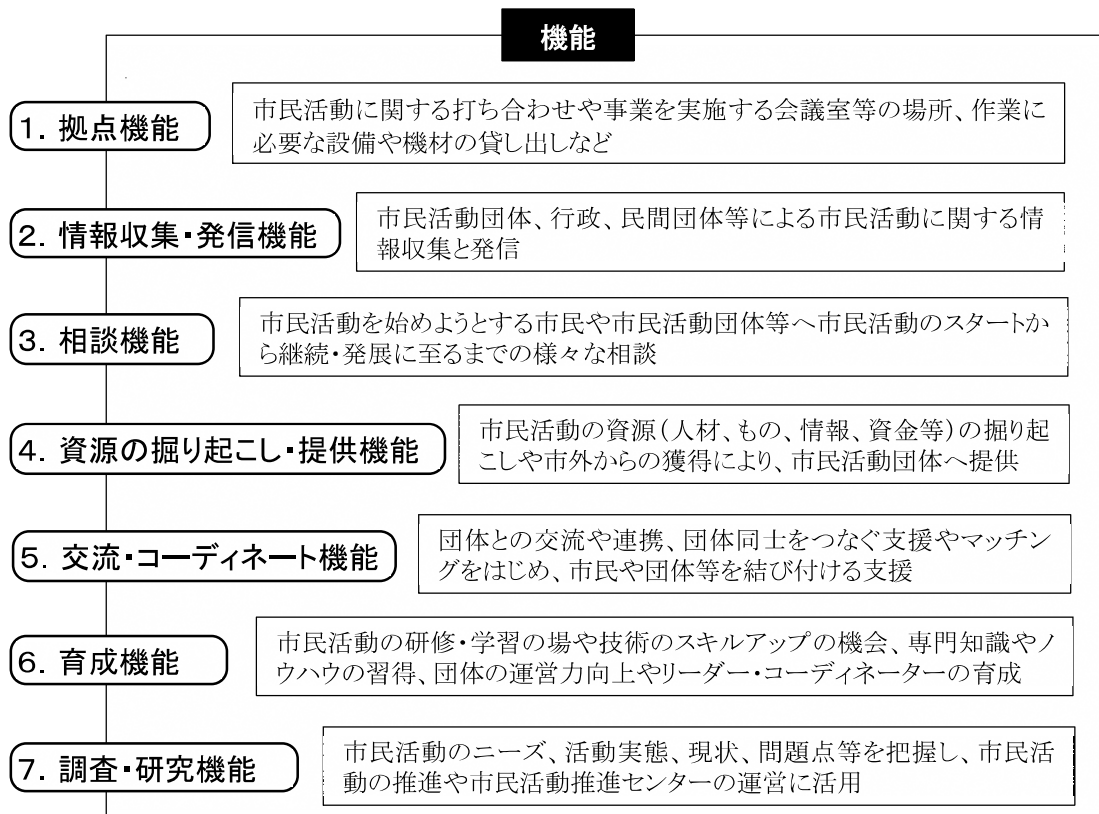 機能
1. 拠点機能
市民活動に関する打ち合わせや事業を実施する会議室等の場所、作業に
必要な設備や機材の貸し出しなど
2. 情報収集・発信機能
市民活動団体、行政、民間団体等による市民活動に関する情
報収集と発信
3. 相談機能
市民活動を始めようとする市民や市民活動団体等へ市民活動のスタートか
ら継続・発展に至るまでの様々な相談
4. 資源の掘り起こし・提供機能
市民活動の資源(人材、もの、情報、資金等)の掘り起
こしや市外からの獲得により、市民活動団体へ提供
5. 交流・コーディネート機能
団体との交流や連携、団体同士をつなぐ支援やマッチン
グをはじめ、市民や団体等を結び付ける支援
6. 育成機能
市民活動の研修・学習の場や技術のスキルアップの機会、専門知識やノ
ウハウの習得、団体の運営力向上やリーダー・コーディネーターの育成
7. 調査・研究機能
市民活動のニーズ、活動実態、現状、問題点等を把握し、市民活
動の推進や市民活動推進センターの運営に活用